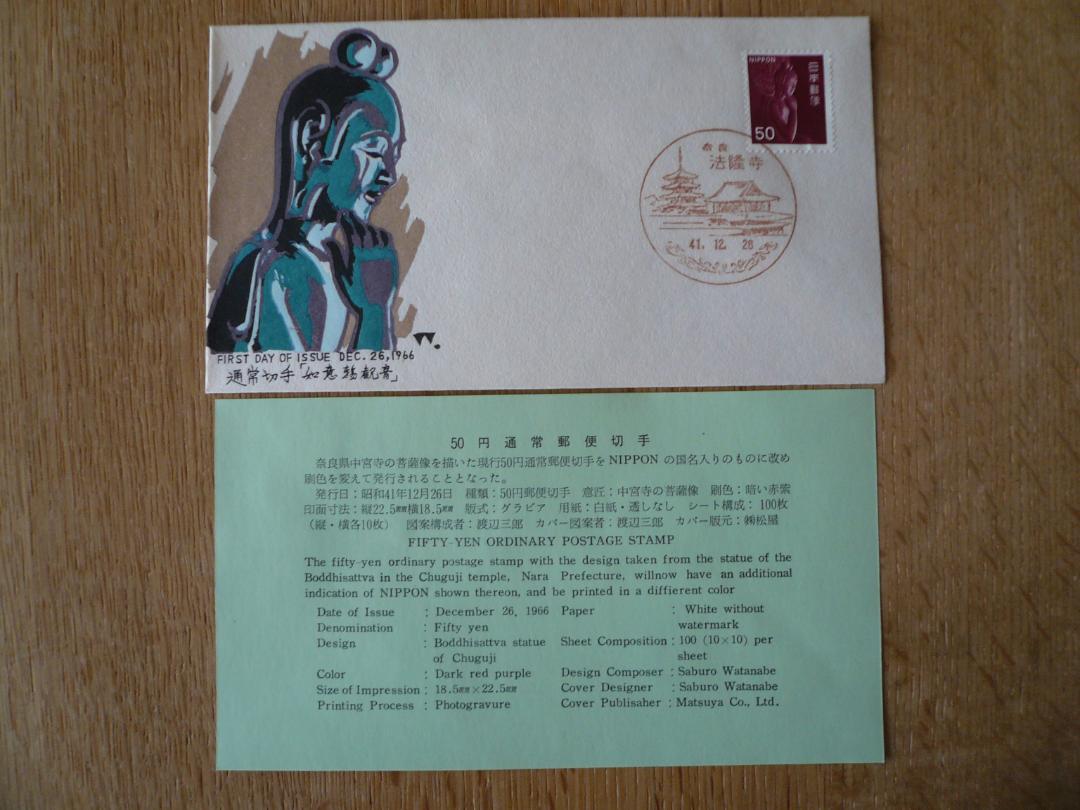 NIPPON
日本郵便
50
奈良
法隆寺
41. 12. 26
FIRST DAY OF ISSUE DEC. 26, 1966
通常切手「如意輪観音」
50円通常郵便切手
奈良県中宮寺の菩薩像を描いた現行50円通常郵便切手をNIPPONの国名入りのものに改め
刷色を変えて発行されることとなった。
発行日：昭和41年12月26日 種類：50円郵便切手 意匠：中宮寺の菩薩像 刷色：暗い赤紫
印面寸法：縦22.5㎜横18.5㎜ 版式：グラビア 用紙：白紙・透しなし シート構成：100枚
（縦・横各10枚） 図案構成者：渡辺三郎 カバー図案者：渡辺三郎 カバー版元：㈱松屋
FIFTY-YEN ORDINARY POSTAGE STAMP
The fifty-yen ordinary postage stamp with the design taken from the statue of the
Boddhisattva in the Chuguji temple, Nara Prefecture, willnow have an additional
indication of NIPPON shown thereon, and be printed in a diffierent color
Date of Issue : December 26, 1966 Paper : White without
watermark
Denomination : Fifty yen
Design : Boddhisattva statue Sheet Composition : 100 (10×10) per
of Chuguji sheet
Color : Dark red purple Design Composer : Saburo Watanabe
Size of Impression : 18.5㎜×22.5㎜ Cover Designer : Saburo Watanabe
Printing Process : Photogravure Cover Publisaher : Matsuya Co., Ltd.